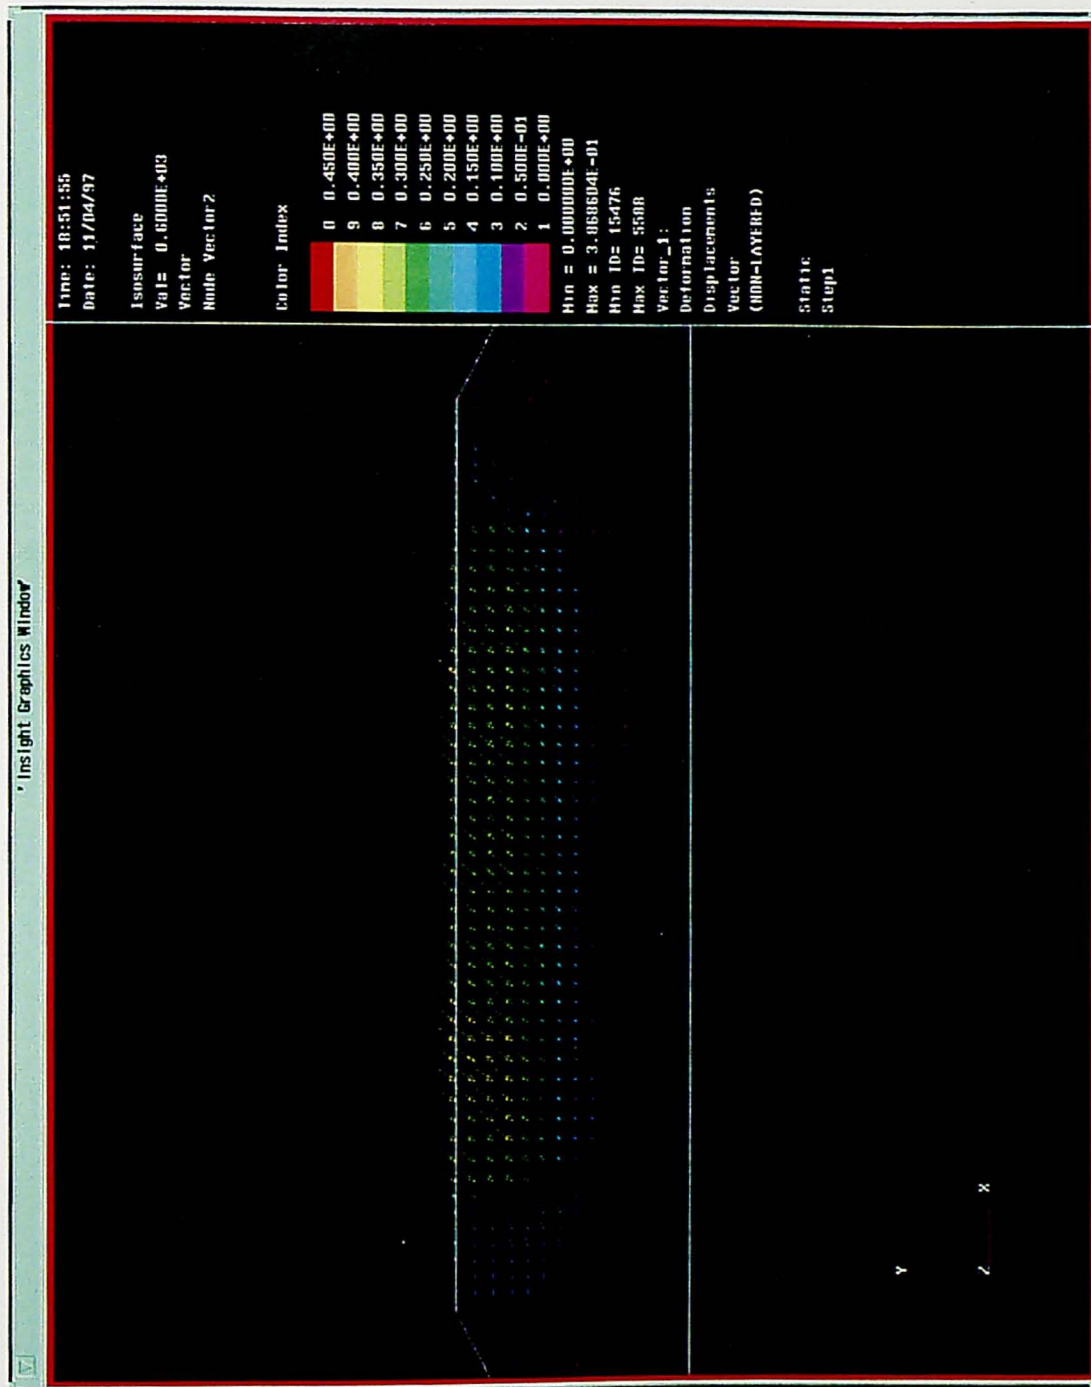 'Insight Graphics Window'
Time: 18:51:56
Date: 11/04/97
Isosurface
Val= 0.6000E+03
Vector
Node Vector2
Color Index
0 0.450E+00
9 0.400E+00
8 0.350E+00
7 0.300E+00
6 0.250E+00
5 0.200E+00
4 0.150E+00
3 0.100E+00
2 0.500E-01
1 0.000E+00
Min = 0.000000E+00
Max = 3.868604E-01
Min ID= 15476
Max ID= 5508
Vector_1:
Deformation
Displacements
Vector
(NON-LAYERED)
Static
Step1
Y
Z X